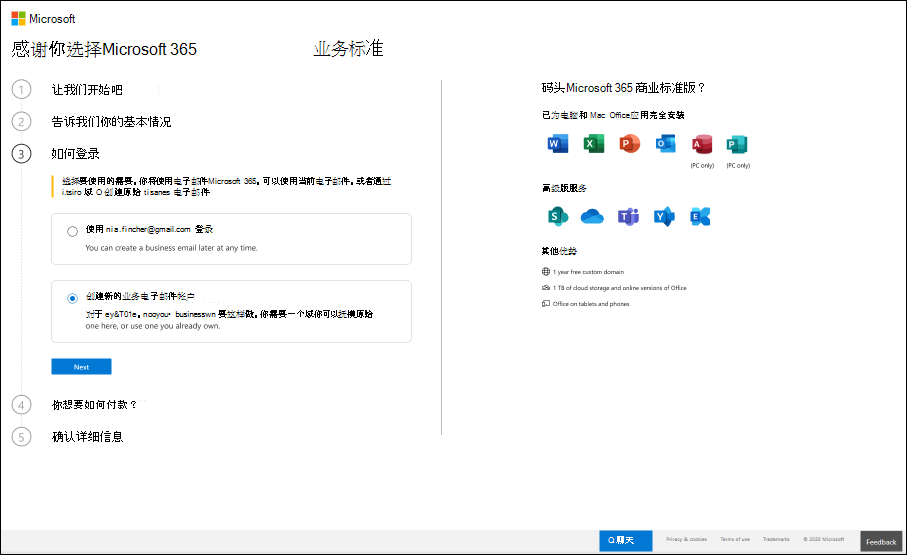 Microsoft
感谢你选择Microsoft 365 业务标准
1 让我们开始吧
2 告诉我们你的基本情况
3 如何登录
选择要使用的需要。你将使用电子邮件Microsoft 365。可以使用当前电子邮件。或者通过
i.tsiro 域 O 创建原始 tisanes 电子邮件
使用 nia.fincher@gmail.com 登录
You can create a business email later at any time.
创建新的业务电子邮件帐户
对于 ey&T01e。nooyou· businesswn 要这样做。你需要一个域你可以抚模原始
one here, or use one you already own.
Next
4 你想要如何付款？
5 确认详细信息
码头Microsoft 365 商业标准版？
已为电脑和 Mac Office应用完全安装
W X P O A P
(PC only) (PC only)
高级版服务
S T Y E
其他优势
1 year free custom domain
1 TB of cloud storage and online versions of Office
Office on tablets and phones
Q 聊天 Privacy & cookies Terms of use Trademarks © 2020 Microsoft Feedback